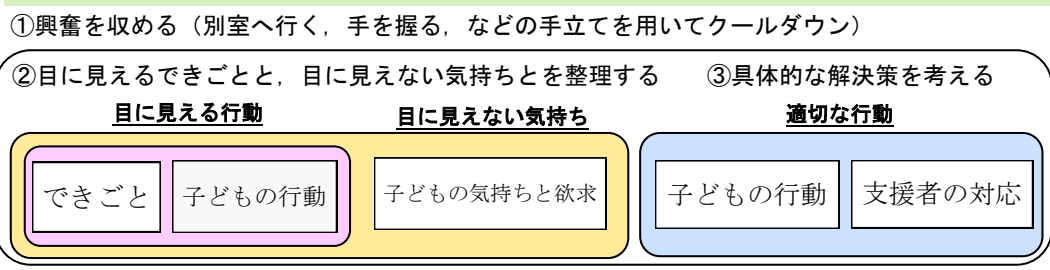 ①興奮を収める（別室へ行く，手を握る，などの手立てを用いてクールダウン）
②目に見えるできごとと，目に見えない気持ちとを整理する　③具体的な解決策を考える
目に見える行動　目に見えない気持ち　適切な行動
できごと　子どもの行動　子どもの気持ちと欲求　子どもの行動　支援者の対応